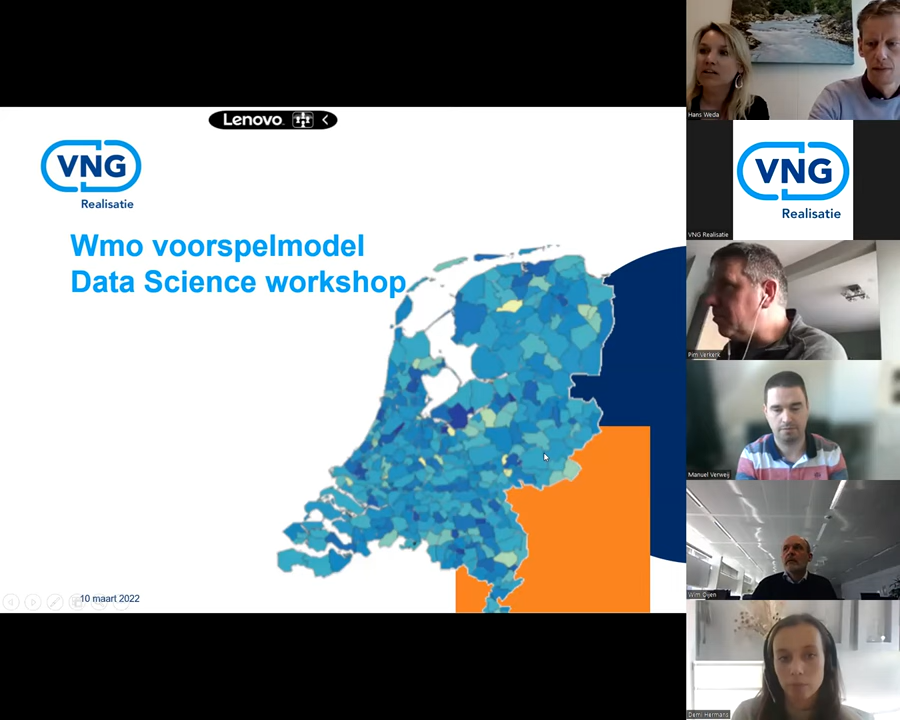 Lenovo
VNG
Realisatie
Wmo voorspelmodel
Data Science workshop
10 maart 2022
Hans Weda
VNG
Realisatie
VNG Realisatie
Pim Verkerk
Manuel Verweij
Wim Dijen
Demi Hermans